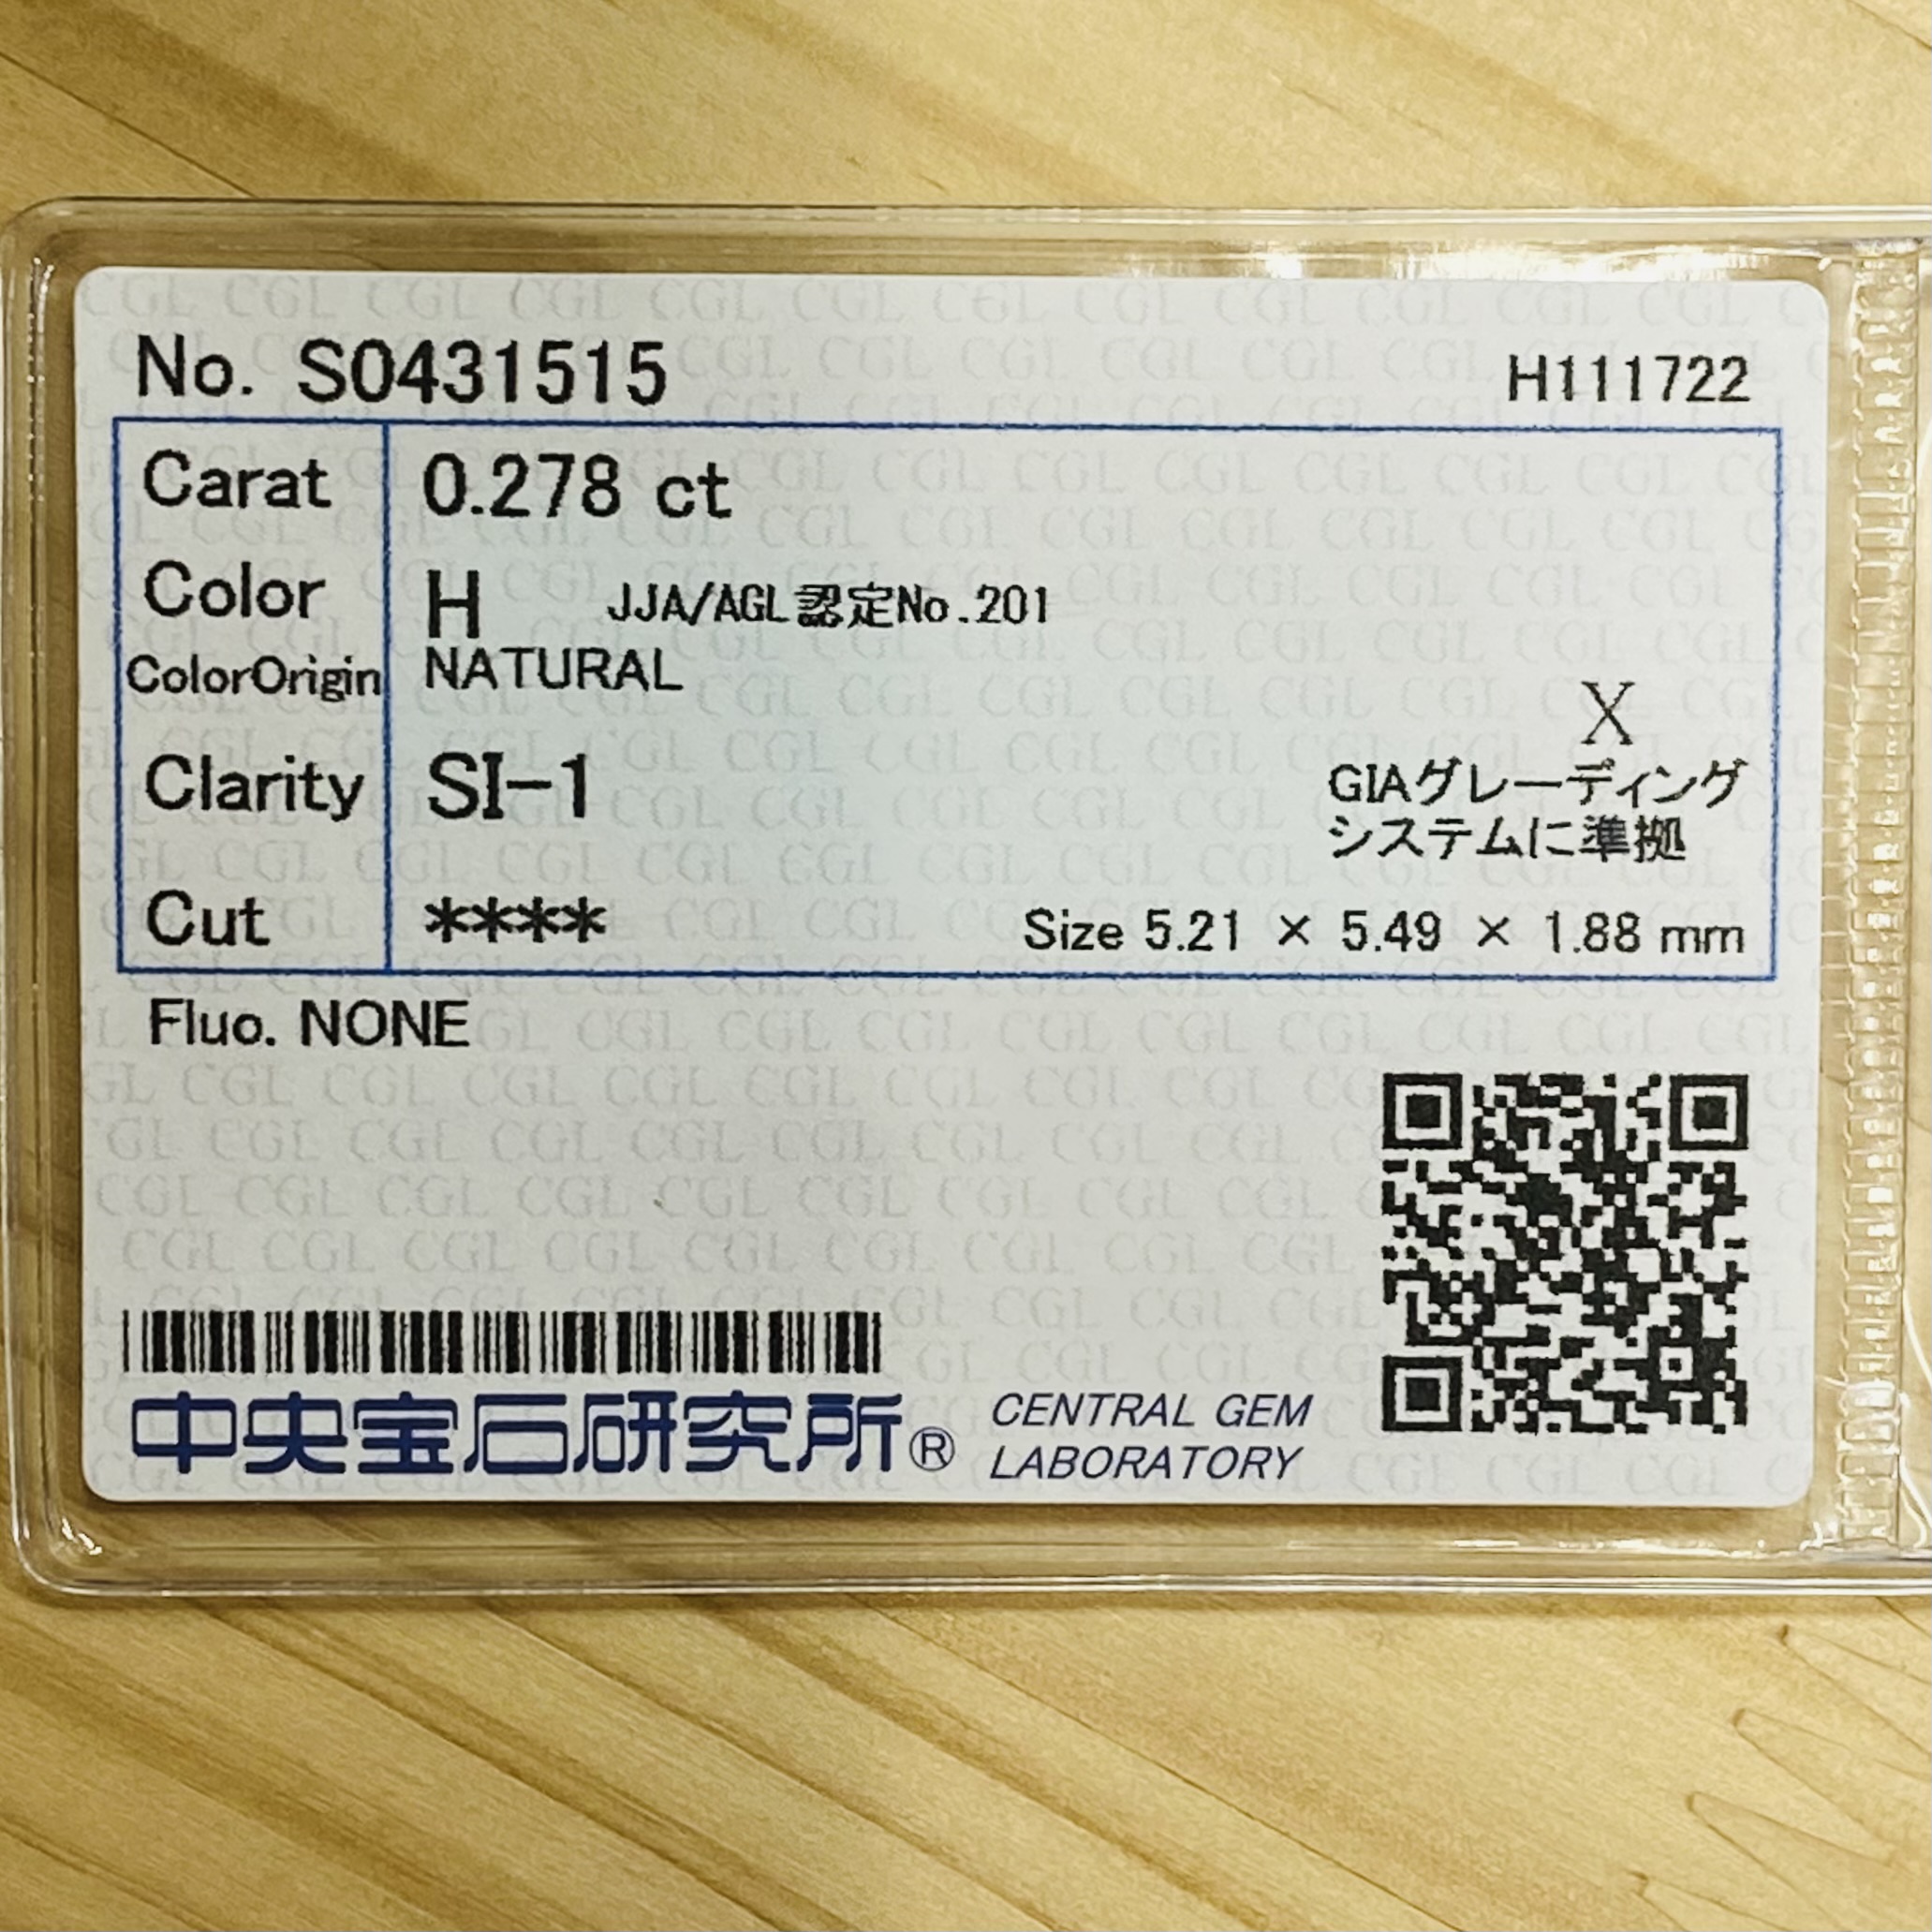 No. S0431515
H111722
Carat 0.278 ct
Color H JJA/AGL認定No.201
ColorOrigin NATURAL
X
Clarity SI-1
GIAグレーディング
システムに準拠
Cut ****
Size 5.21 × 5.49 × 1.88 mm
Fluo. NONE
中央宝石研究所®
CENTRAL GEM
LABORATORY